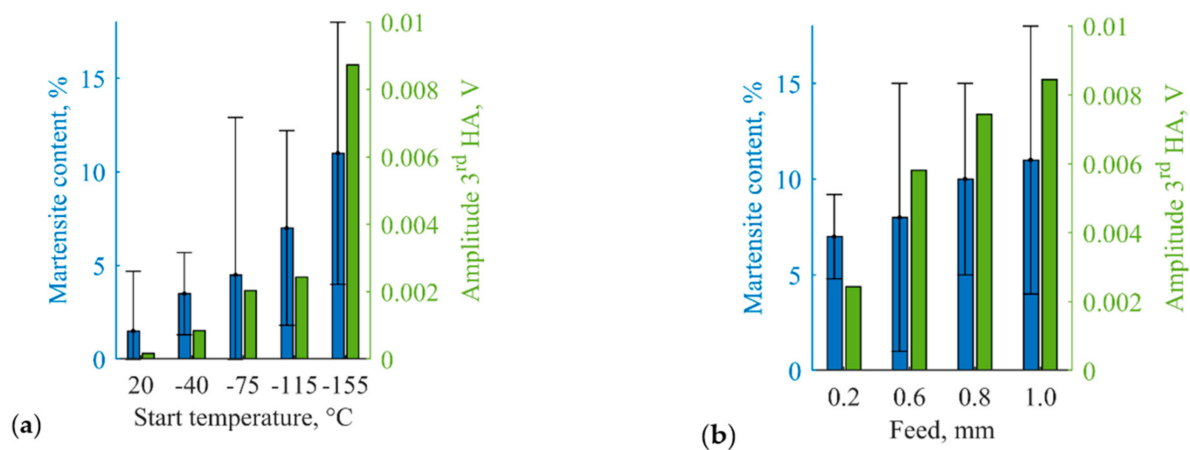 Martensite content, %
15
10
5
0
0.01
0.008
0.006
0.004
0.002
0
Amplitude 3rd HA, V
20 -40 -75 -115 -155
Start temperature, °C
(a)
Martensite content, %
15
10
5
0
0.01
0.008
0.006
0.004
0.002
0
Amplitude 3rd HA, V
0.2 0.6 0.8 1.0
Feed, mm
(b)